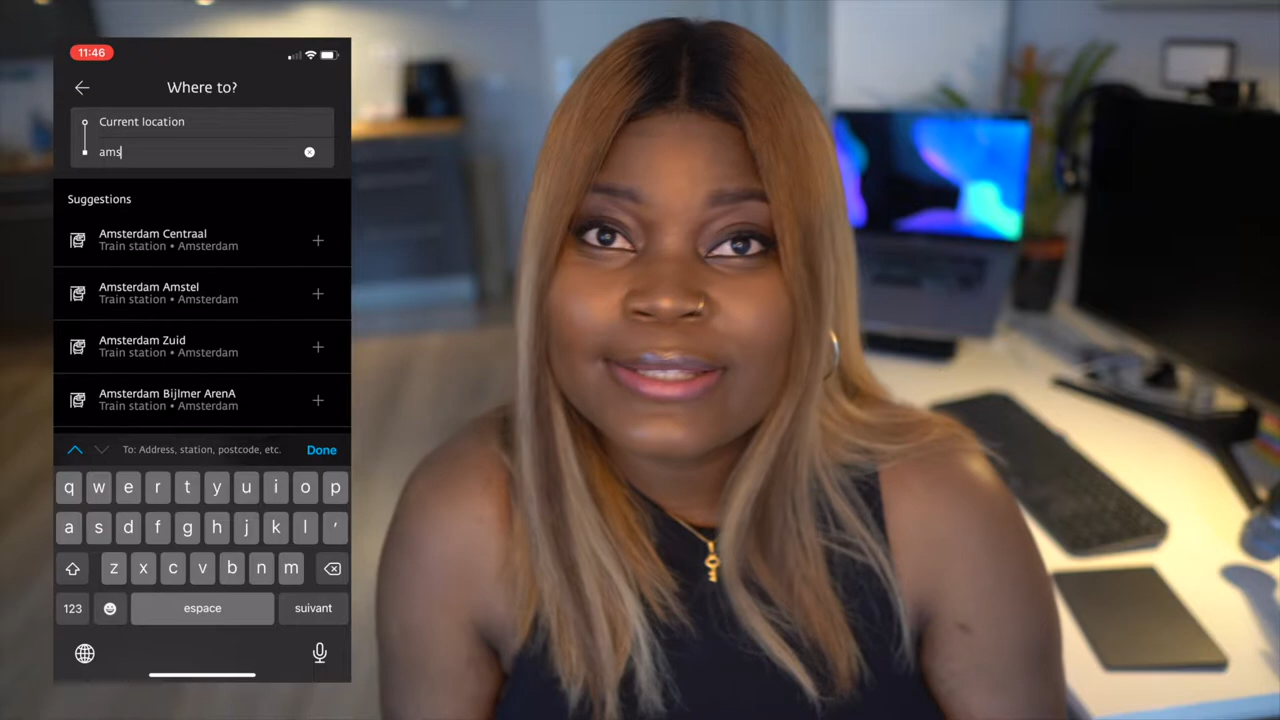 11:46
Where to?
Current location
ams
Suggestions
Amsterdam Centraal
Train station • Amsterdam
Amsterdam Amstel
Train station • Amsterdam
Amsterdam Zuid
Train station • Amsterdam
Amsterdam Bijlmer ArenA
Train station • Amsterdam
To: Address, station, postcode, etc.
Done
q w e r t y u i o p
a s d f g h j k l ’
z x c v b n m
123 espace suivant